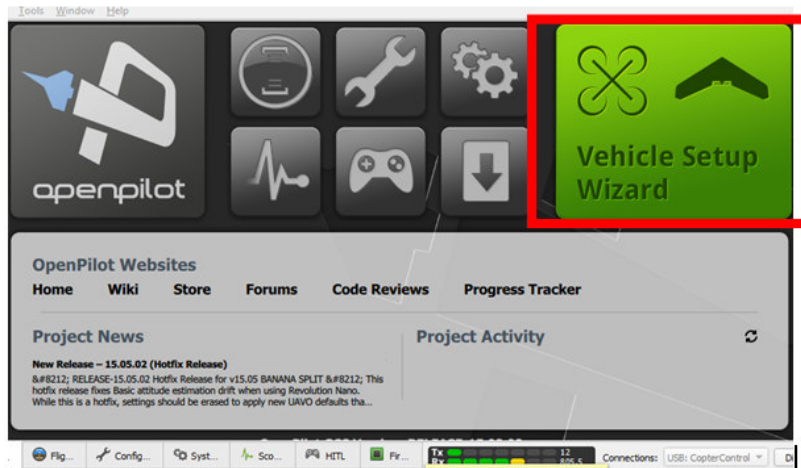 Tools Window Help
openpilot
Vehicle Setup
Wizard
OpenPilot Websites
Home Wiki Store Forums Code Reviews Progress Tracker
Project News
Project Activity
New Release – 15.05.02 (Hotfix Release)
&#8212; RELEASE-15.05.02 Hotfix Release for v15.05 BANANA SPLIT &#8212; This
hotfix release fixes Basic attitude estimation drift when using Revolution Nano.
While this is a hotfix, settings should be erased to apply new UAVO defaults tha...
Flig... Config... Syst... Sco... HITL Fir... Tx 12 Connections: USB: CopterControl Di
Rx 805.5